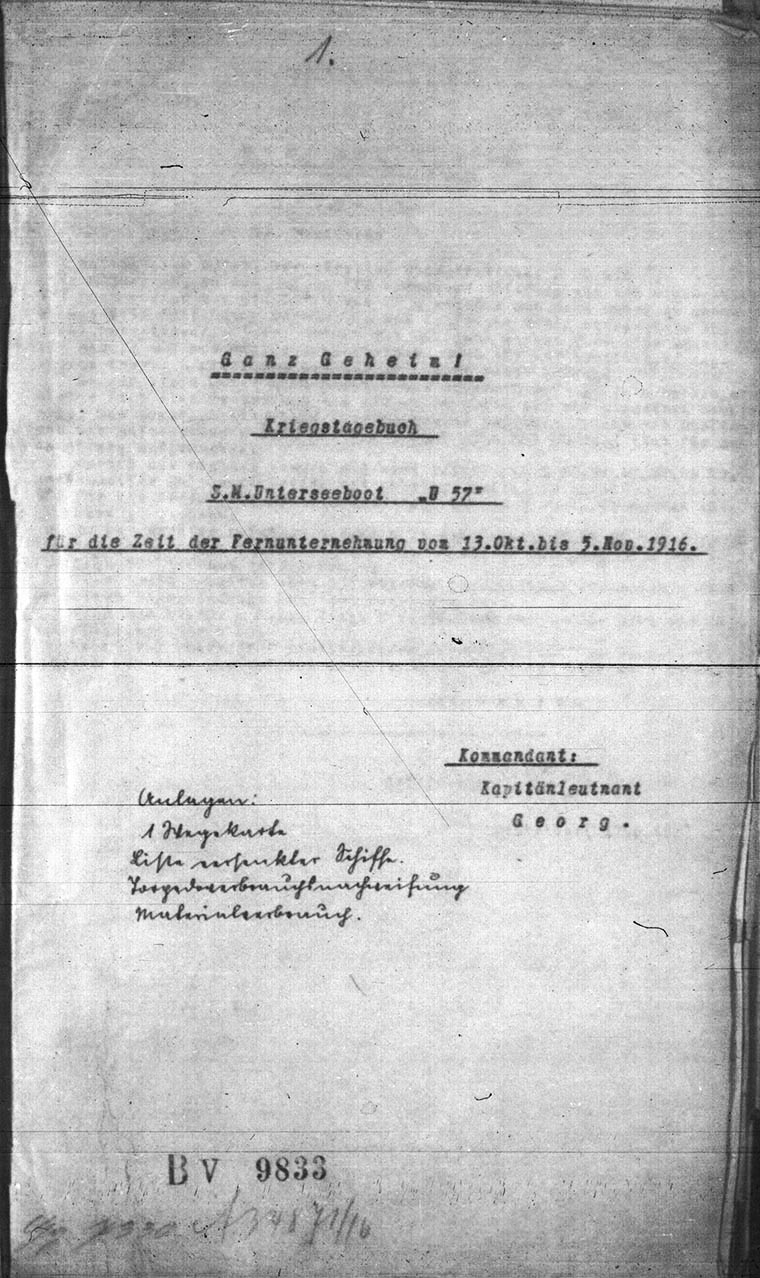 1.
Ganz Geheim!
Kriegstagebuch
S.M.Unterseeboot „U 57"
für die Zeit der Fernunternehmung vom 13.Okt.bis 5.Nov.1916.
Kommandant:
Kapitänleutnant
Georg.
Anlagen:
1 Wegekarte
Liste versenkter Schiffe.
Torpedoverbrauchsnachweisung
Materialverbrauch.
BV 9833